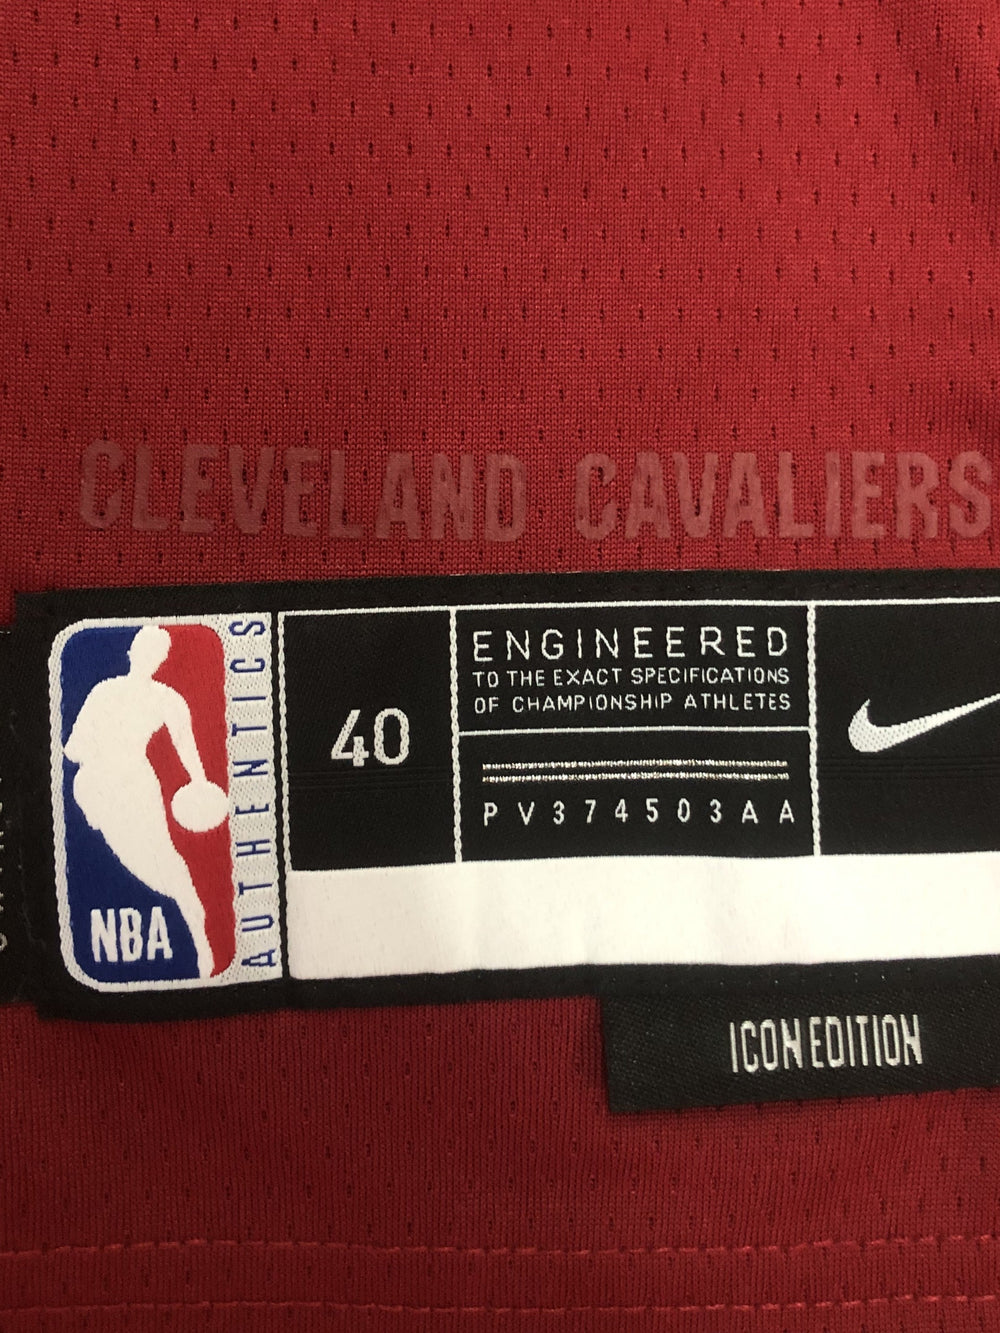 CLEVELAND CAVALIERS
NBA
AUTHENTICS
40
ENGINEERED
TO THE EXACT SPECIFICATIONS
OF CHAMPIONSHIP ATHLETES
PV374503AA
ICON EDITION